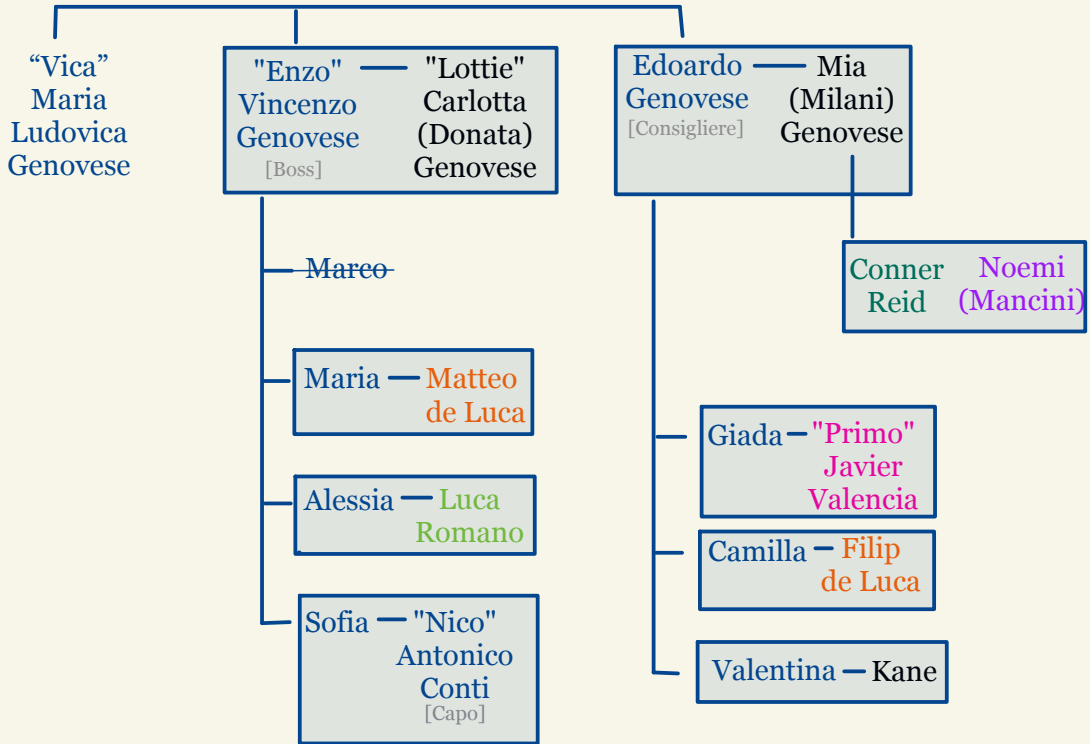 “Vica”
Maria
Ludovica
Genovese
"Enzo"
Vincenzo
Genovese
[Boss]
"Lottie"
Carlotta
(Donata)
Genovese
Marco
Maria
Matteo
de Luca
Alessia
Luca
Romano
Sofia
"Nico"
Antonico
Conti
[Capo]
Edoardo
Genovese
[Consigliere]
Mia
(Milani)
Genovese
Conner
Reid
Noemi
(Mancini)
Giada
"Primo"
Javier
Valencia
Camilla
Filip
de Luca
Valentina
Kane